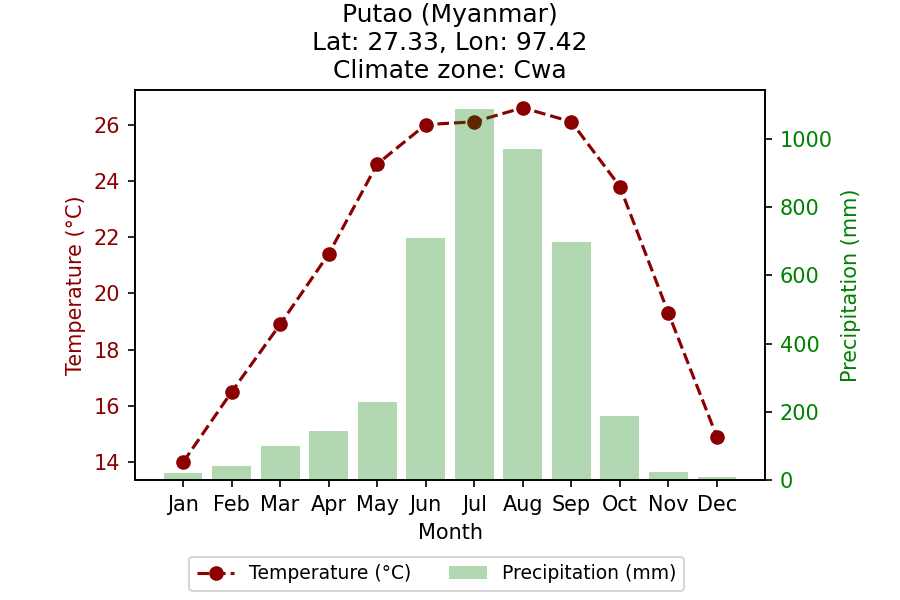 Putao (Myanmar)
Lat: 27.33, Lon: 97.42
Climate zone: Cwa
26
24
22
20
18
16
14
Temperature (°C)
1000
800
600
400
200
0
Precipitation (mm)
Jan Feb Mar Apr May Jun Jul Aug Sep Oct Nov Dec
Month
Temperature (°C) Precipitation (mm)